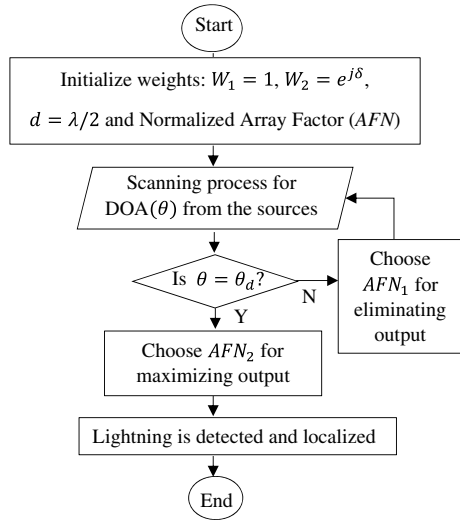 Start
Initialize weights: 𝑊₁ = 1, 𝑊₂ = 𝑒^{𝑗𝛿},
𝑑 = 𝜆/2 and Normalized Array Factor (AFN)
Scanning process for
DOA(𝜃) from the sources
Is 𝜃 = 𝜃_𝑑?
N
Choose
𝐴𝐹𝑁₁ for
eliminating
output
Y
Choose 𝐴𝐹𝑁₂ for
maximizing output
Lightning is detected and localized
End